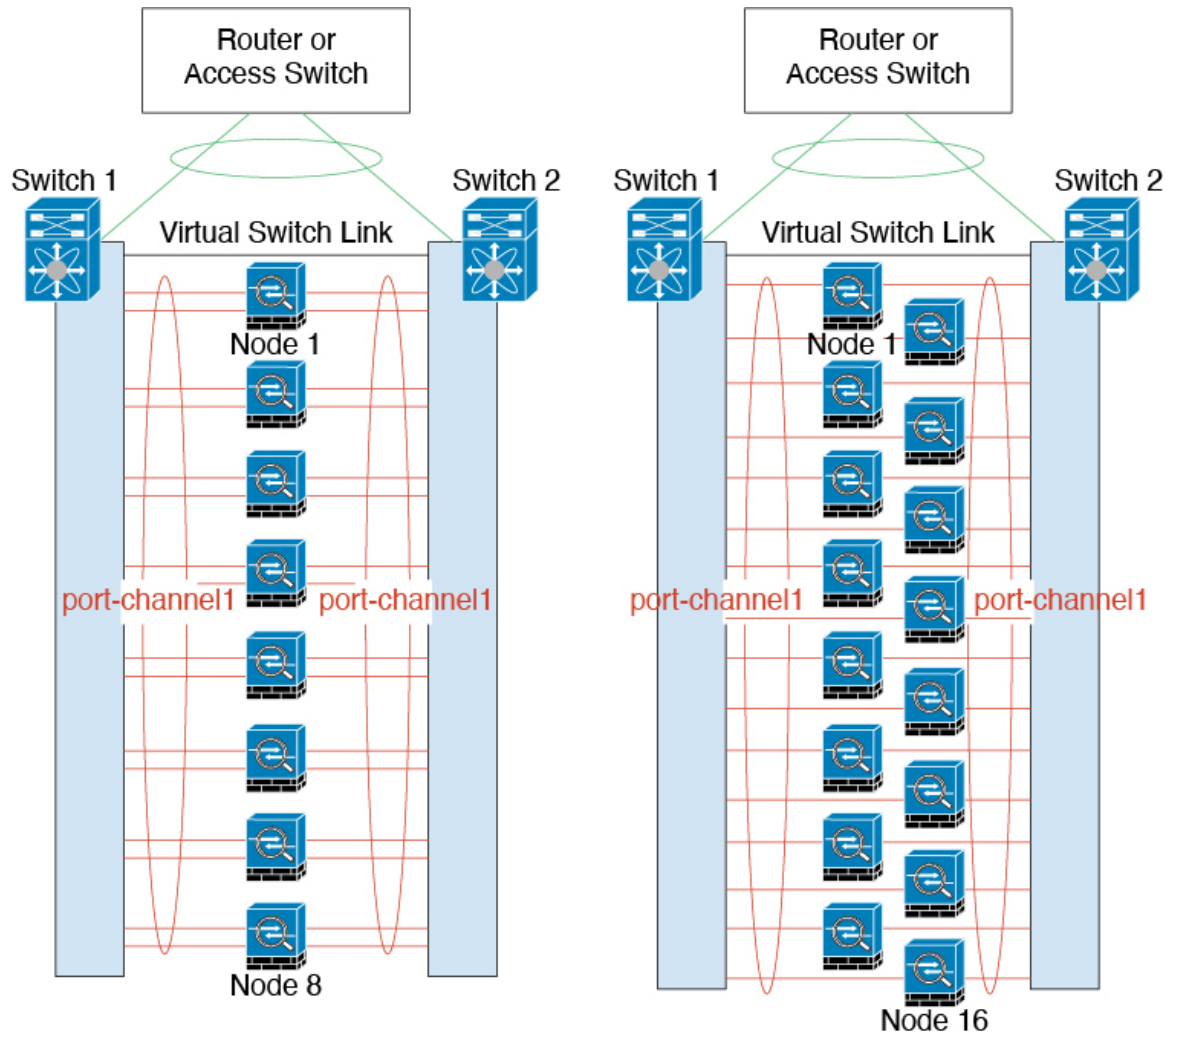 Router or
Access Switch
Switch 1
Switch 2
Virtual Switch Link
Node 1
port-channel1
port-channel1
Node 8
Router or
Access Switch
Switch 1
Switch 2
Virtual Switch Link
Node 1
port-channel1
port-channel1
Node 16